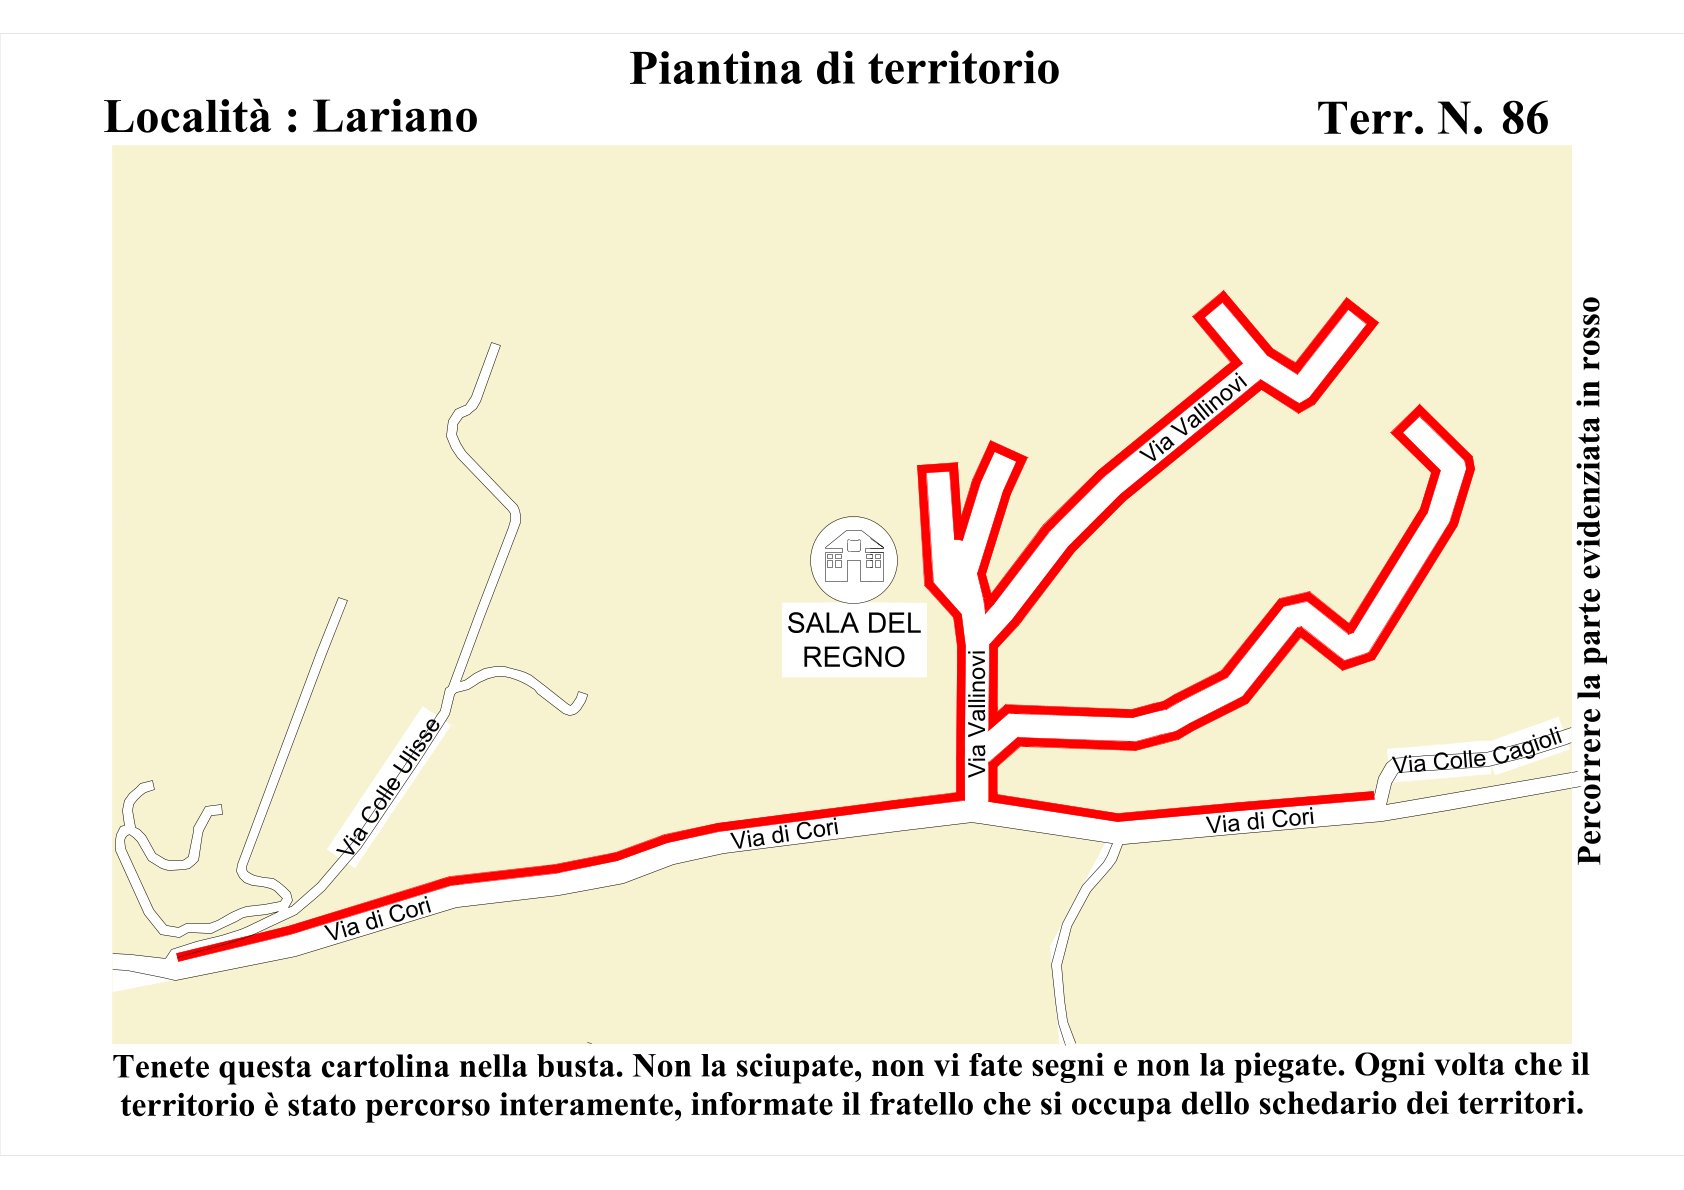 Piantina di territorio
Località : Lariano
Terr. N. 86
Via Vallinovi
SALA DEL
REGNO
Via Vallinovi
Via Colle Ulisse
Via Colle Cagioli
Via di Cori
Via di Cori
Via di Cori
Percorrere la parte evidenziata in rosso
Tenete questa cartolina nella busta. Non la sciupate, non vi fate segni e non la piegate. Ogni volta che il
territorio è stato percorso interamente, informate il fratello che si occupa dello schedario dei territori.